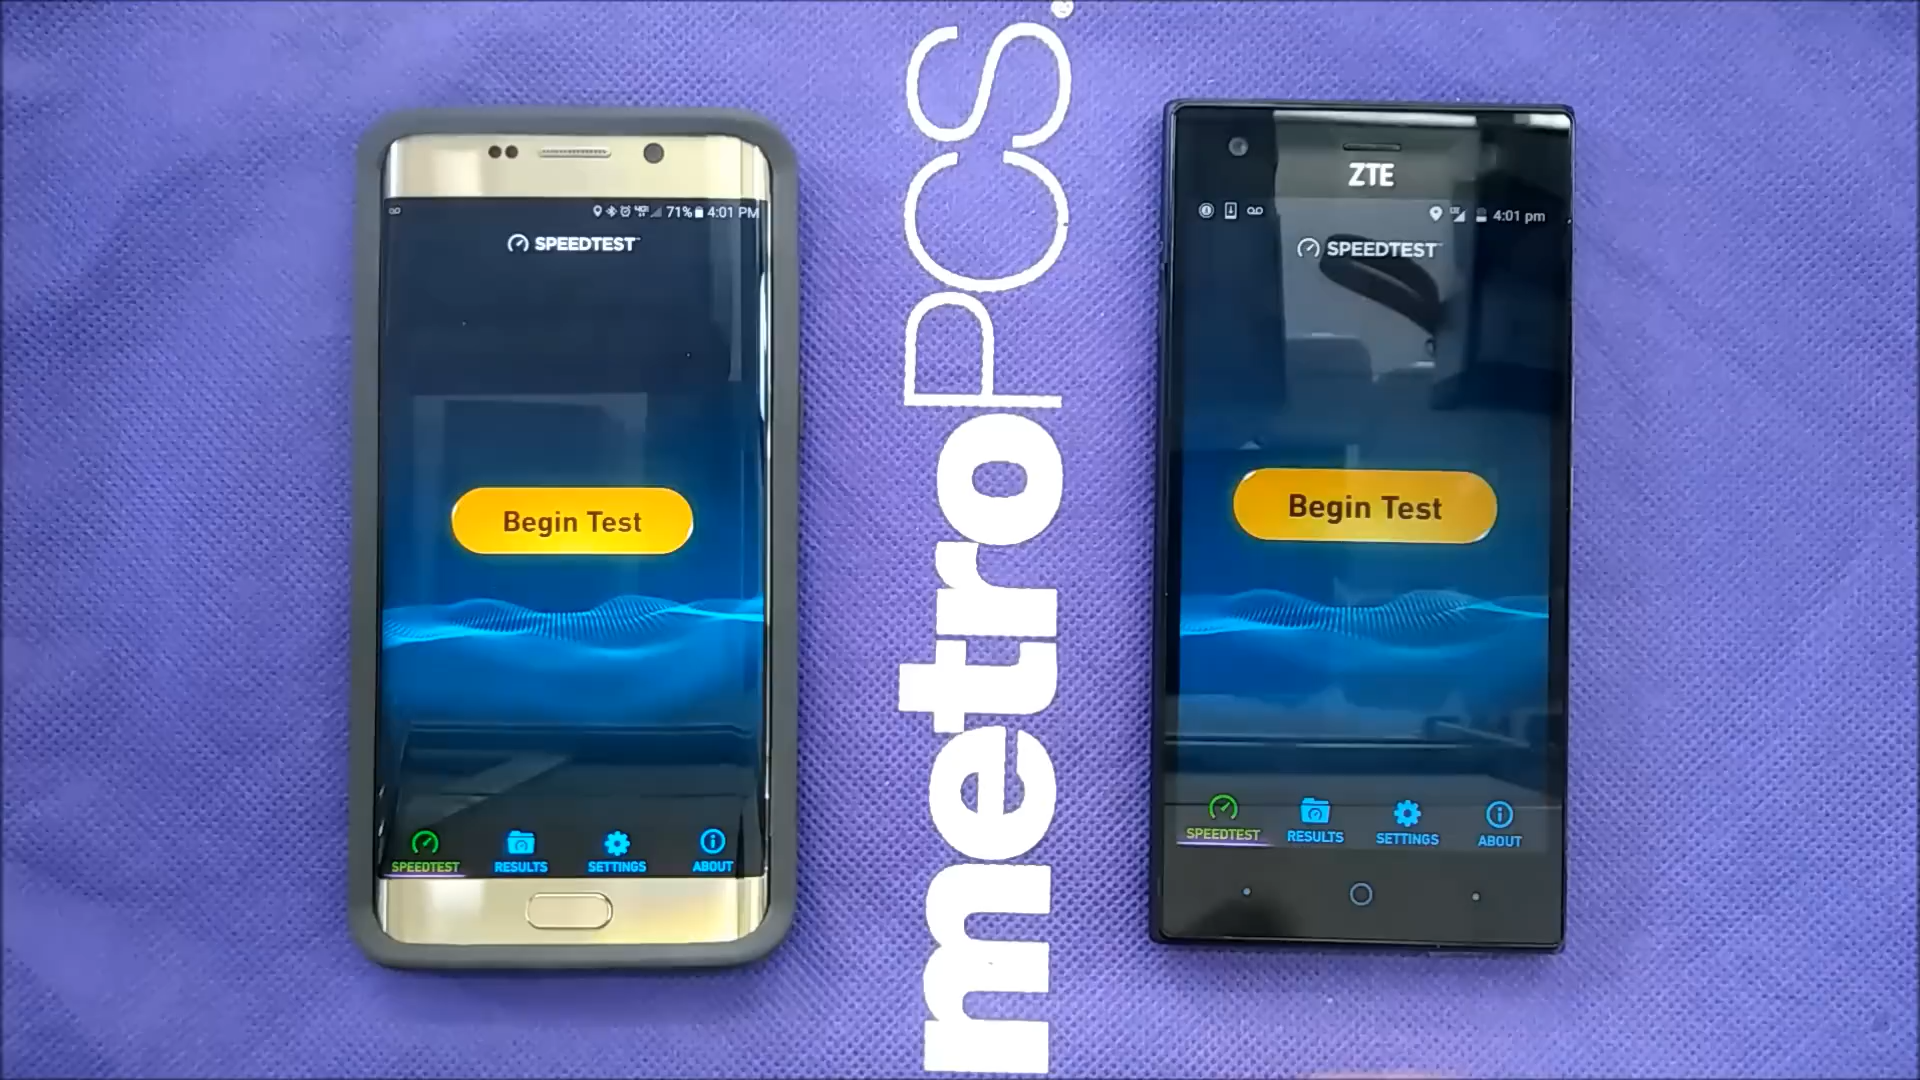 71% 4:01 PM
SPEEDTEST
Begin Test
SPEEDTEST RESULTS SETTINGS ABOUT
metroPCS.
ZTE
4:01 pm
SPEEDTEST
Begin Test
SPEEDTEST RESULTS SETTINGS ABOUT